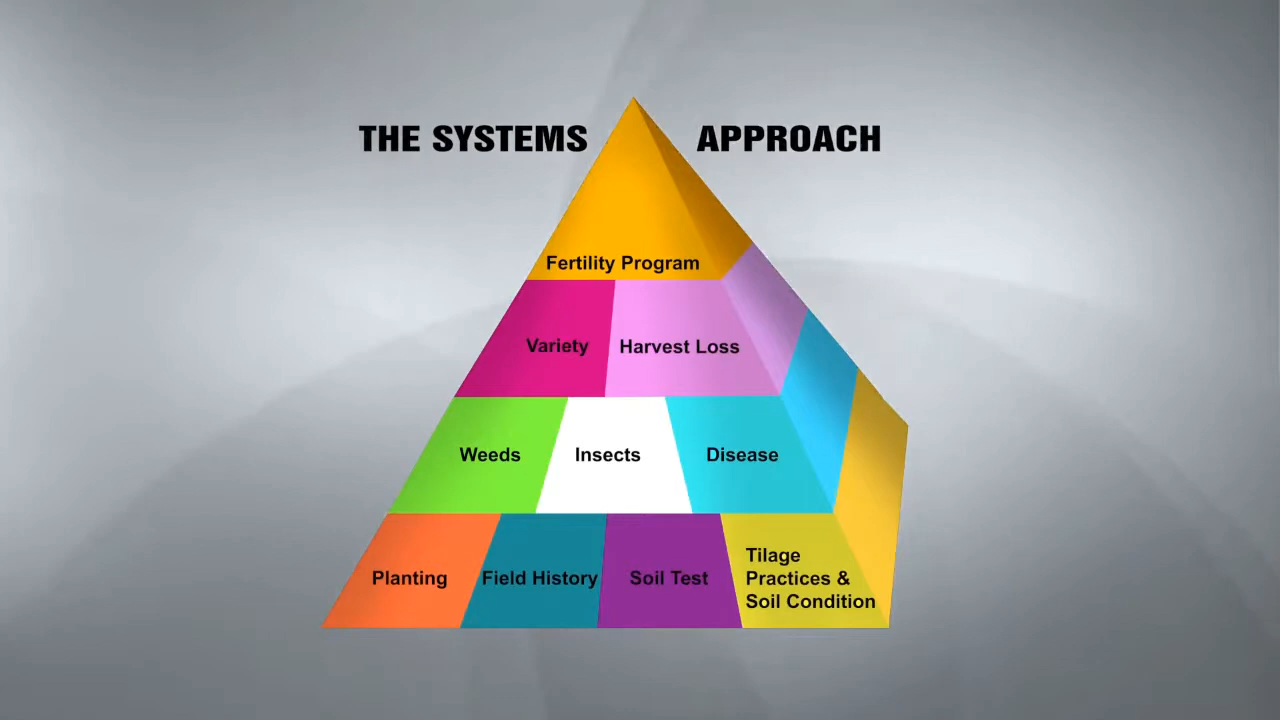 THE SYSTEMS APPROACH
Fertility Program
Variety Harvest Loss
Weeds Insects Disease
Planting Field History Soil Test
Tilage
Practices &
Soil Condition